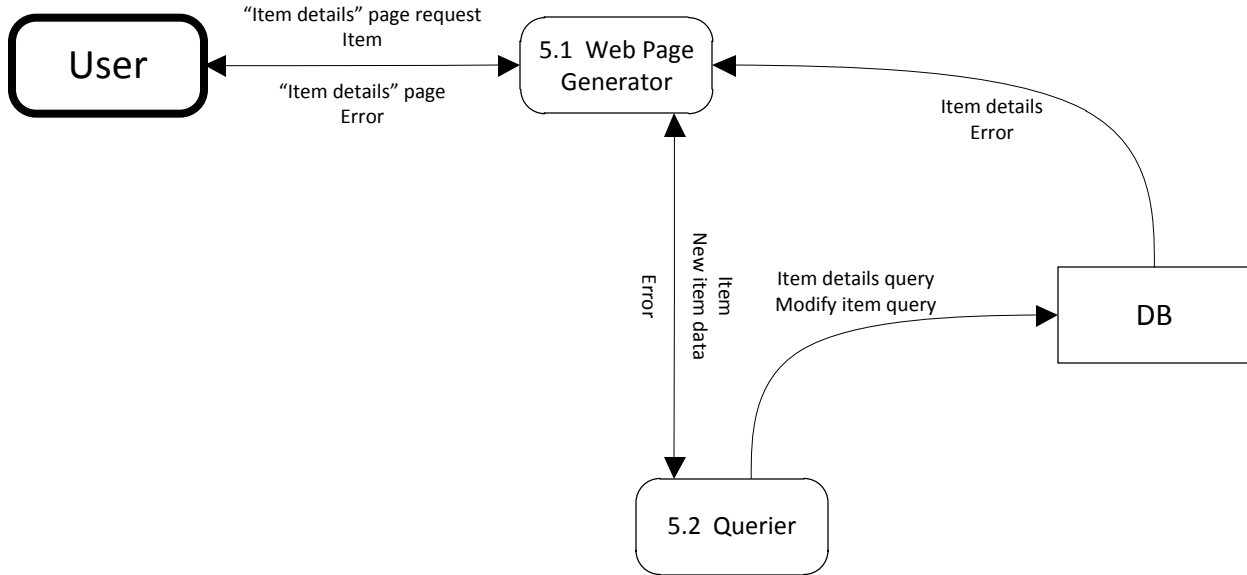 “Item details” page request
Item
User
5.1 Web Page
Generator
“Item details” page
Error
Item details
Error
Item
New item data
Error
Item details query
Modify item query
DB
5.2 Querier